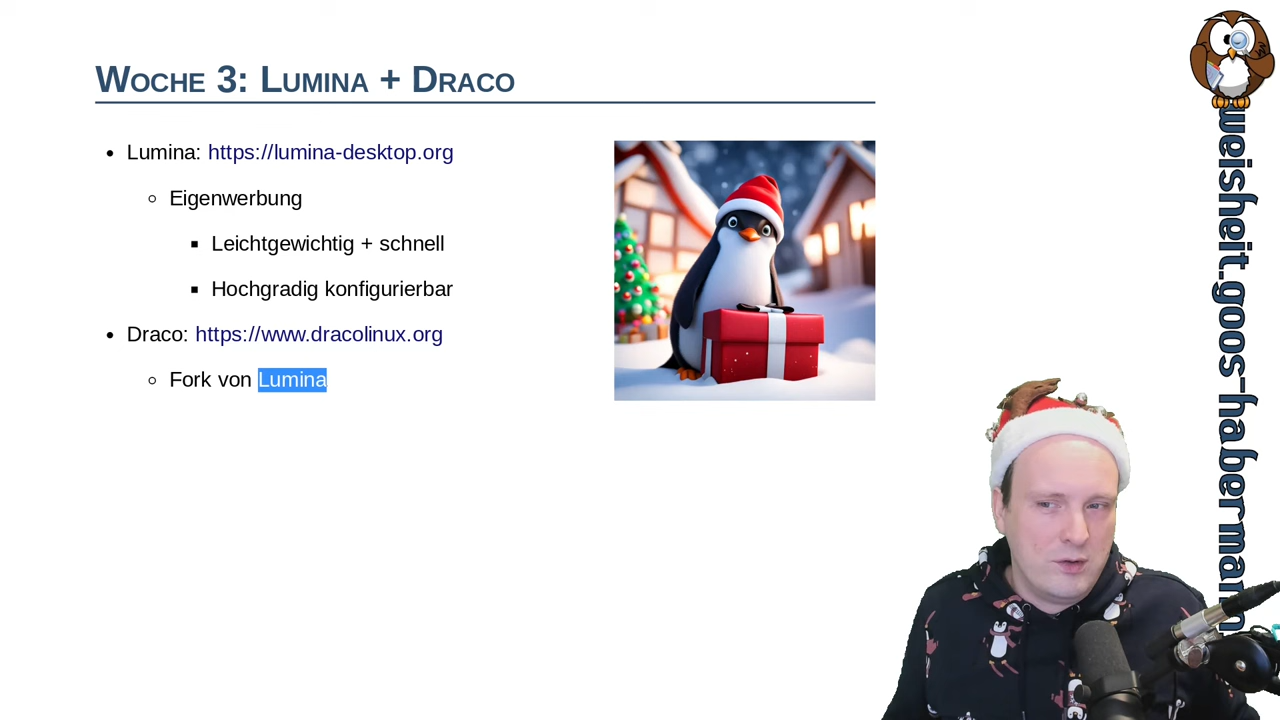 Woche 3: Lumina + Draco
Lumina: https://lumina-desktop.org
Eigenwerbung
Leichtgewichtig + schnell
Hochgradig konfigurierbar
Draco: https://www.dracolinux.org
Fork von Lumina
weisheit.goos-habermann